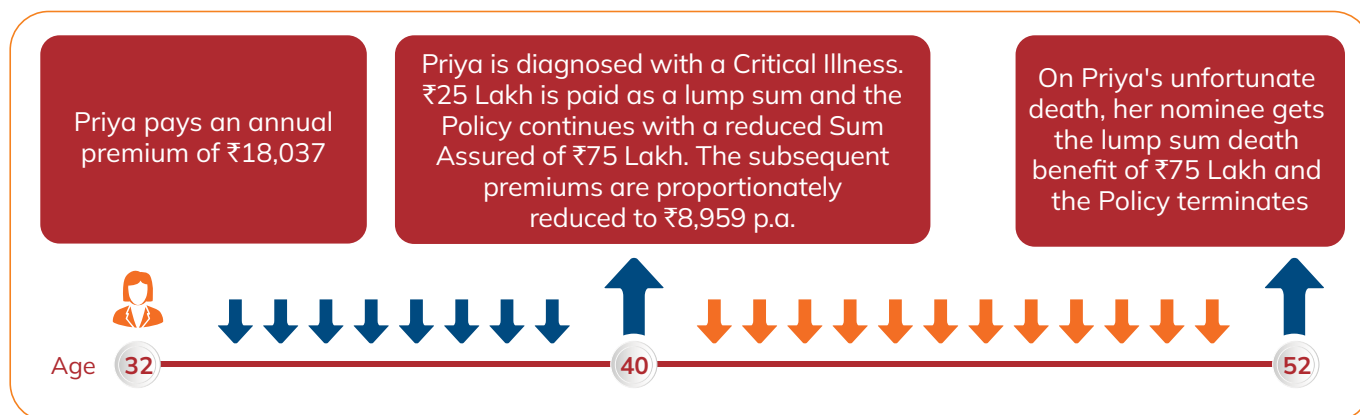 Priya pays an annual
premium of ₹18,037
Priya is diagnosed with a Critical Illness.
₹25 Lakh is paid as a lump sum and the
Policy continues with a reduced Sum
Assured of ₹75 Lakh. The subsequent
premiums are proportionately
reduced to ₹8,959 p.a.
On Priya's unfortunate
death, her nominee gets
the lump sum death
benefit of ₹75 Lakh and
the Policy terminates
Age 32 40 52